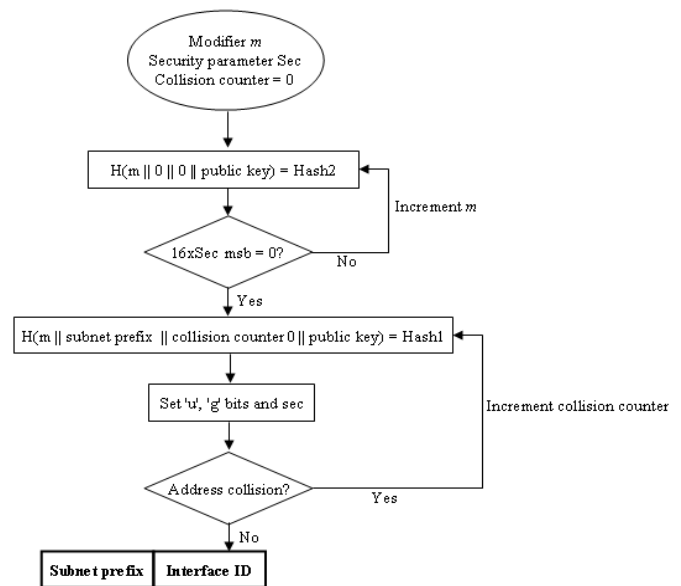 Modifier m
Security parameter Sec
Collision counter = 0
H(m || 0 || 0 || public key) = Hash2
Increment m
16xSec msb = 0?
No
Yes
H(m || subnet prefix || collision counter 0 || public key) = Hash1
Set 'u', 'g' bits and sec
Increment collision counter
Address collision?
Yes
No
Subnet prefix Interface ID